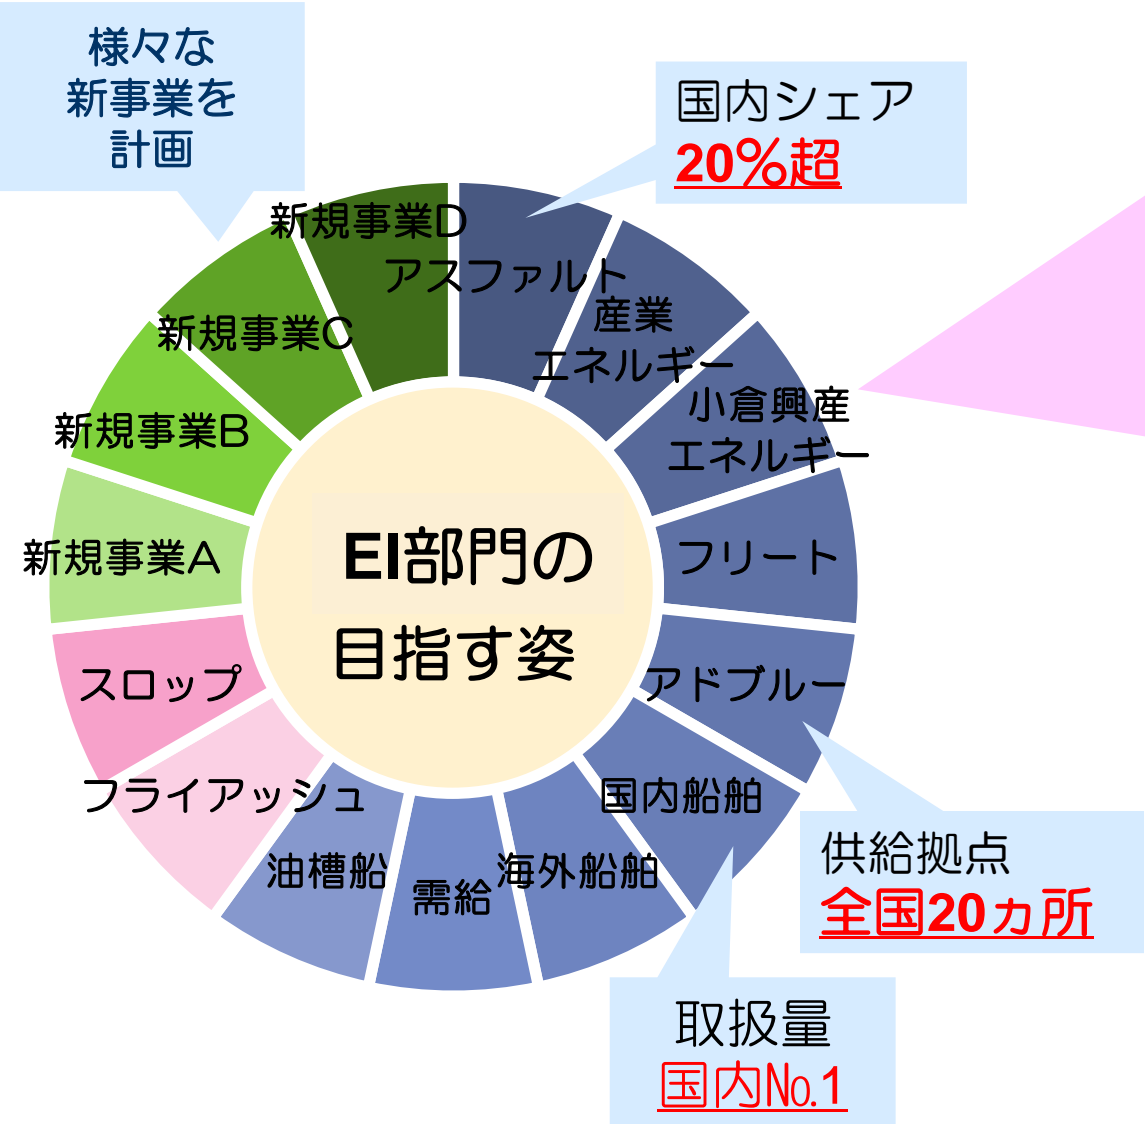 様々な
新事業を
計画
国内シェア
20%超
新規事業D
アスファルト
産業
エネルギー
新規事業C
小倉興産
エネルギー
新規事業B
フリート
新規事業A
EI部門の
目指す姿
アドブルー
スロップ
国内船舶
フライアッシュ
海外船舶
油槽船
需給
供給拠点
全国20ヵ所
取扱量
国内№1